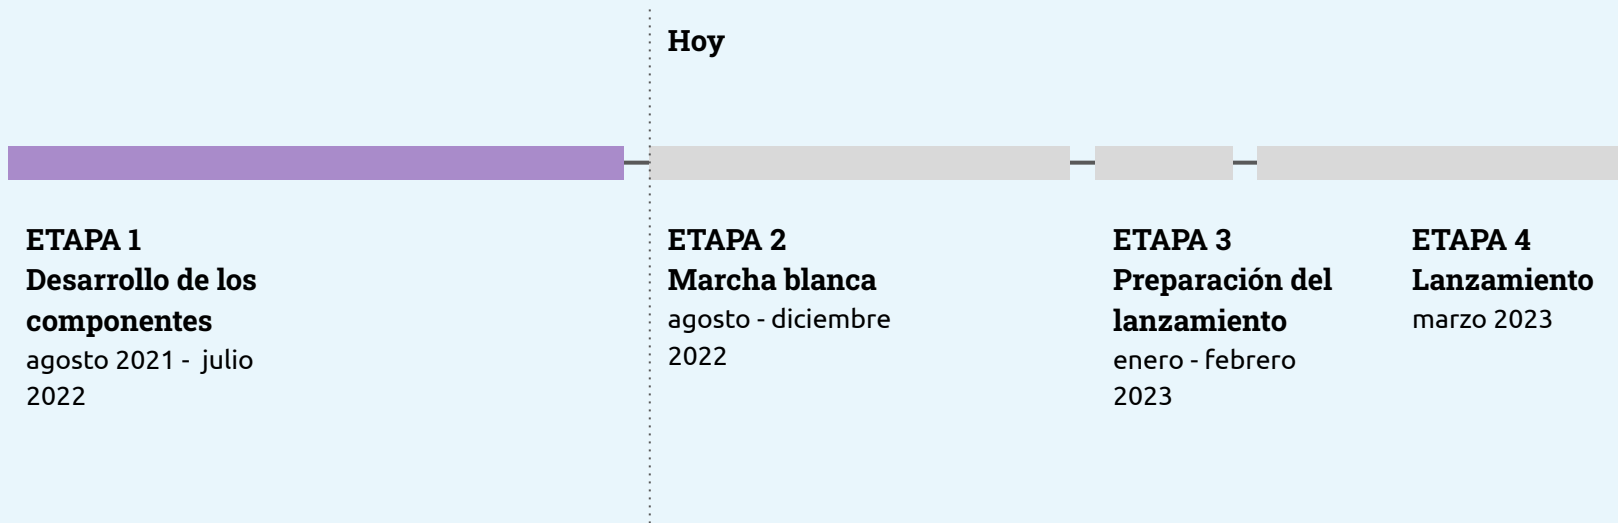 Hoy
ETAPA 1
Desarrollo de los
componentes
agosto 2021 -  julio
2022
ETAPA 2
Marcha blanca
agosto - diciembre
2022
ETAPA 3
Preparación del
lanzamiento
enero - febrero
2023
ETAPA 4
Lanzamiento
marzo 2023